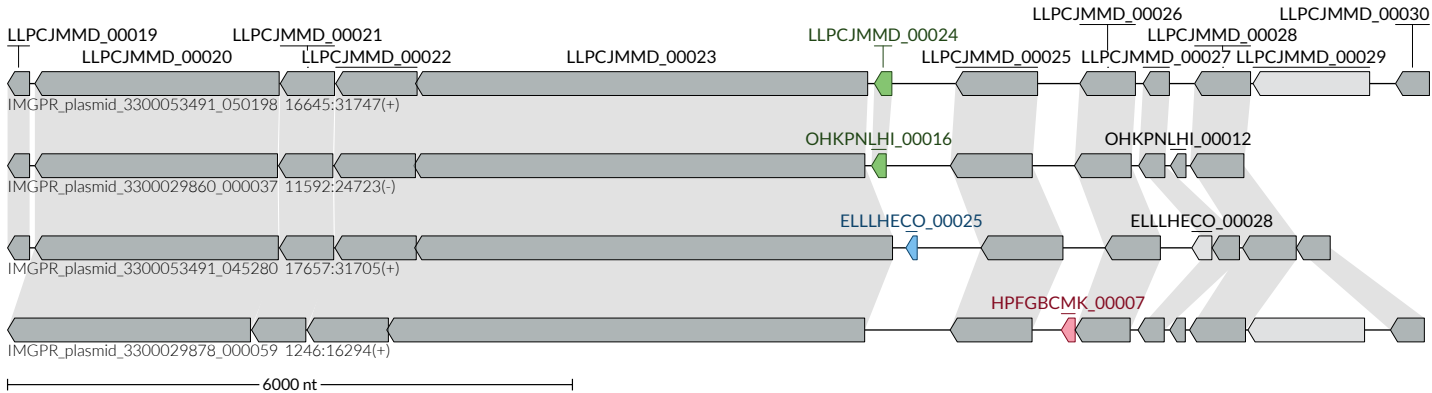 LLPCJMMD_00026 LLPCJMMD_00030
LLPCJMMD_00019 LLPCJMMD_00021 LLPCJMMD_00024 LLPCJMMD_00028
LLPCJMMD_00020 LLPCJMMD_00022 LLPCJMMD_00023 LLPCJMMD_00025 LLPCJMMD_00027 LLPCJMMD_00029
IMGPR_plasmid_3300053491_050198 16645:31747(+)
OHKPNLHI_00016 OHKPNLHI_00012
IMGPR_plasmid_3300029860_000037 11592:24723(-)
ELLLHECO_00025 ELLLHECO_00028
IMGPR_plasmid_3300053491_045280 17657:31705(+)
HPFGBCMK_00007
IMGPR_plasmid_3300029878_000059 1246:16294(+)
6000 nt